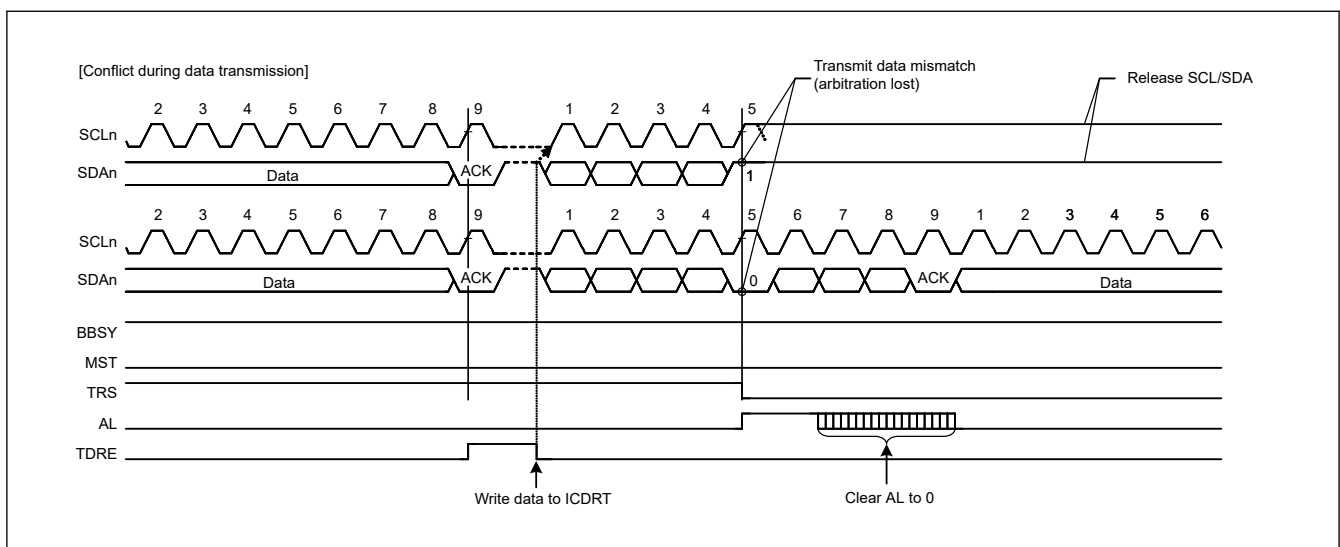 [Conflict during data transmission]
Transmit data mismatch
(arbitration lost)
Release SCL/SDA
2 3 4 5 6 7 8 9 1 2 3 4 5
SCLn
SDAn Data ACK 1
2 3 4 5 6 7 8 9 1 2 3 4 5 6 7 8 9 1 2 3 4 5 6
SCLn
SDAn Data ACK 0 ACK Data
BBSY
MST
TRS
AL
TDRE
Write data to ICDRT Clear AL to 0